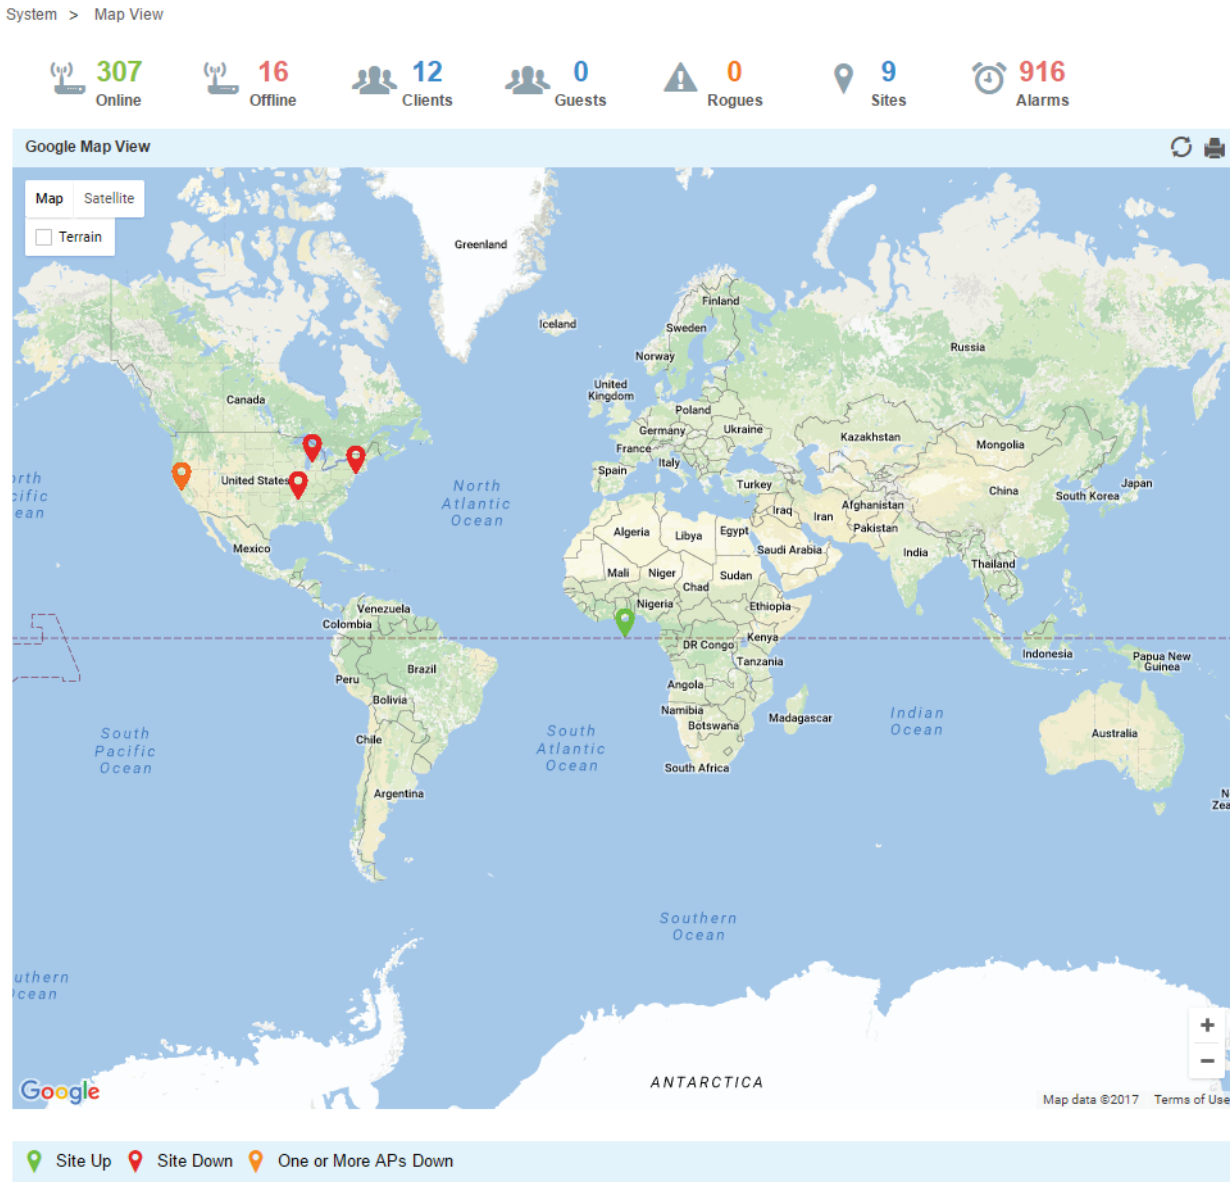 System > Map View
307 Online
16 Offline
12 Clients
0 Guests
0 Rogues
9 Sites
916 Alarms
Google Map View
Map Satellite
Terrain
Greenland
Iceland
Finland
Sweden
Norway
Russia
United
Kingdom
Canada
Poland
Germany
Ukraine
Kazakhstan
Mongolia
France
Italy
Spain
United States
Turkey
China
South Korea
Japan
orth
cific
ean
North
Atlantic
Ocean
Iraq
Iran
Afghanistan
Pakistan
Algeria
Libya
Egypt
Saudi Arabia
India
Mexico
Thailand
Mali
Niger
Chad
Sudan
Nigeria
Ethiopia
Venezuela
Colombia
DR Congo
Kenya
Tanzania
Indonesia
Papua New
Guinea
Brazil
Peru
Bolivia
Angola
Namibia
Botswana
Madagascar
Indian
Ocean
South
Pacific
Ocean
South
Atlantic
Ocean
Chile
Australia
South Africa
Argentina
N
Zea
Southern
Ocean
uthern
cean
ANTARCTICA
+
−
Google
Map data ©2017 Terms of Use
Site Up Site Down One or More APs Down